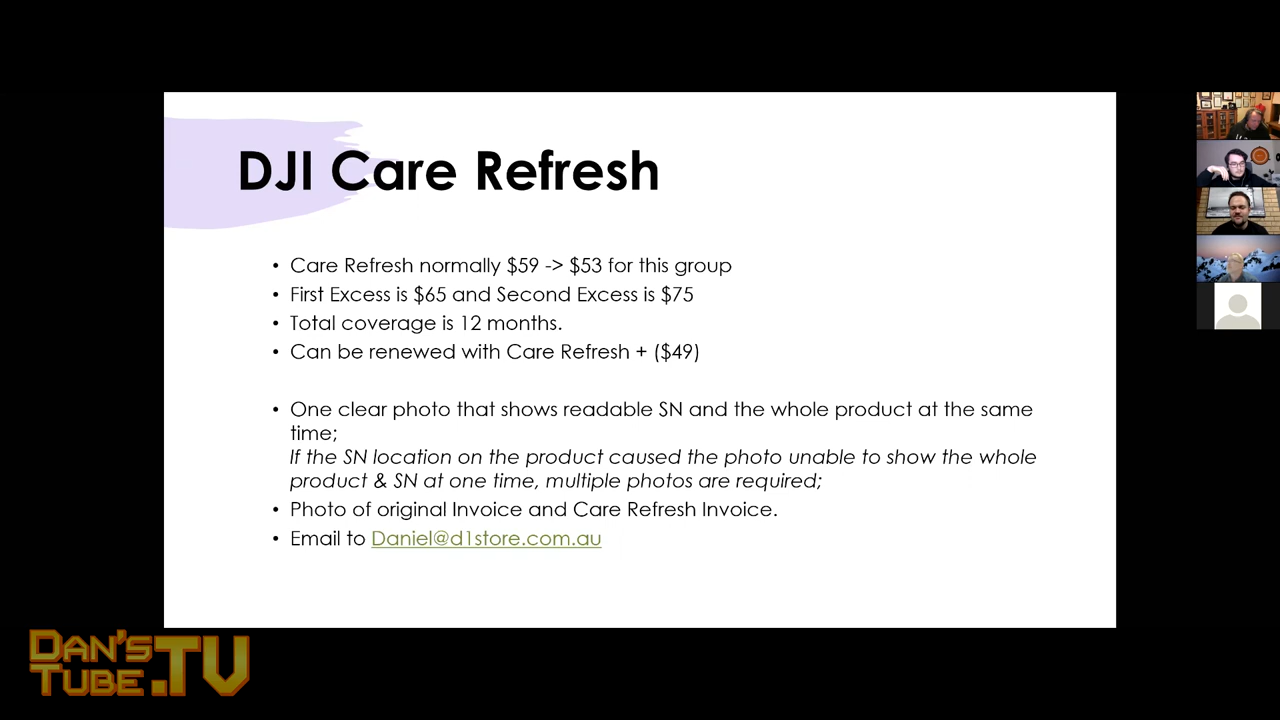 DJI Care Refresh
• Care Refresh normally $59 -> $53 for this group
• First Excess is $65 and Second Excess is $75
• Total coverage is 12 months.
• Can be renewed with Care Refresh + ($49)
• One clear photo that shows readable SN and the whole product at the same
time;
If the SN location on the product caused the photo unable to show the whole
product & SN at one time, multiple photos are required;
• Photo of original Invoice and Care Refresh Invoice.
• Email to Daniel@d1store.com.au
DAN'S
TUBE.TV